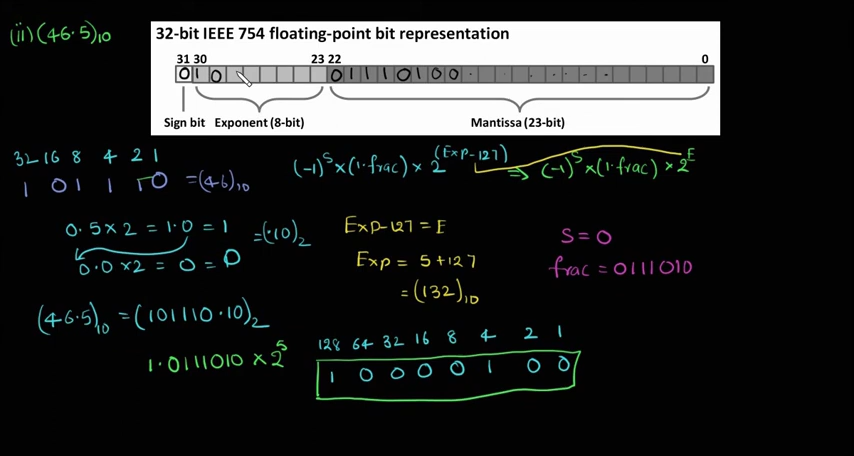 (ii) (46.5)10
32-bit IEEE 754 floating-point bit representation
31 30 23 22 0
0 1 0 0 1 1 1 0 1 0 0 . . . . . .
Sign bit Exponent (8-bit) Mantissa (23-bit)
32 16 8 4 2 1
1 0 1 1 1 0 = (46)10
(-1)^S × (1.frac) × 2^(Exp-127) ⇒ (-1)^S × (1.frac) × 2^E
0.5×2 = 1.0 = 1
0.0×2 = 0 = 0
= (.10)2
Exp-127 = E
Exp = 5+127
= (132)10
S = 0
frac = 0111010
(46.5)10 = (101110.10)2
1.0111010 × 2^5
128 64 32 16 8 4 2 1
1 0 0 0 0 1 0 0